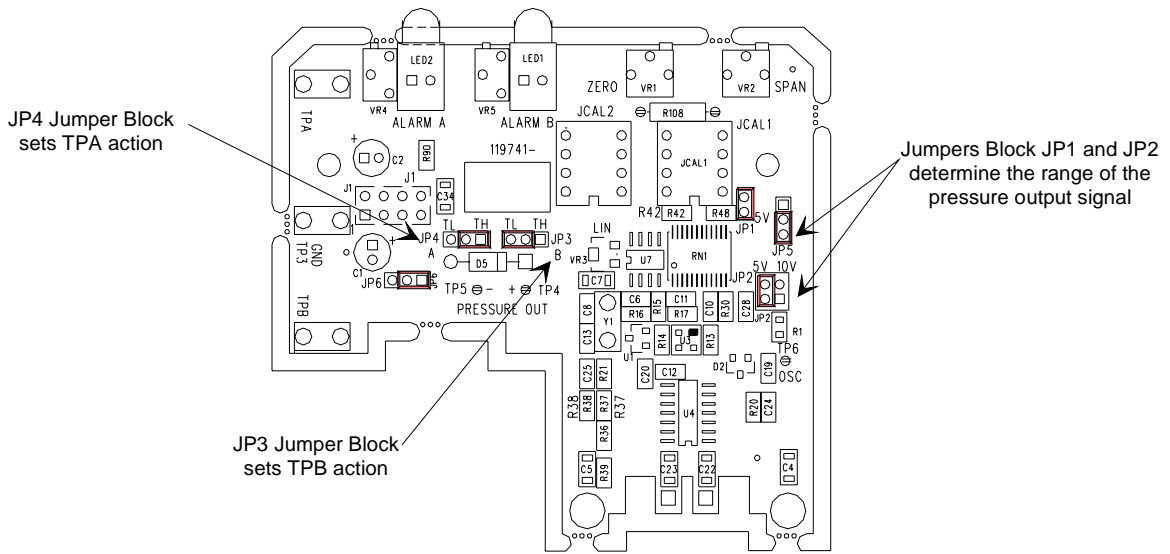 LED2
LED1
ZERO
VR1
VR2
SPAN
VR4
VR5
ALARM A
ALARM B
JCAL2
R108
JCAL1
JP4 Jumper Block
sets TPA action
TPA
C2
R90
119741-
JCAL1
Jumpers Block JP1 and JP2
determine the range of the
pressure output signal
J1
J1
C34
R42
R42
R48
JP1
5V
JP5
TL
TH
TL
TH
JP4
JP3
A
B
LIN
VR3
U7
RN1
GND
TP3
C1
D5
JP6
JP6
TP5
-
+
TP4
PRESSURE OUT
C7
JP2
5V 10V
TPB
C8
C6
R15
C11
C10
R30
C28
R16
R17
JP2
Y1
R1
C13
U1
R14
U3
R13
TP6
D2
C19
OSC
C25
R21
C20
C12
R38
R38
R37
R37
U4
R20
C24
R36
JP3 Jumper Block
sets TPB action
C5
R39
C23
C22
C4